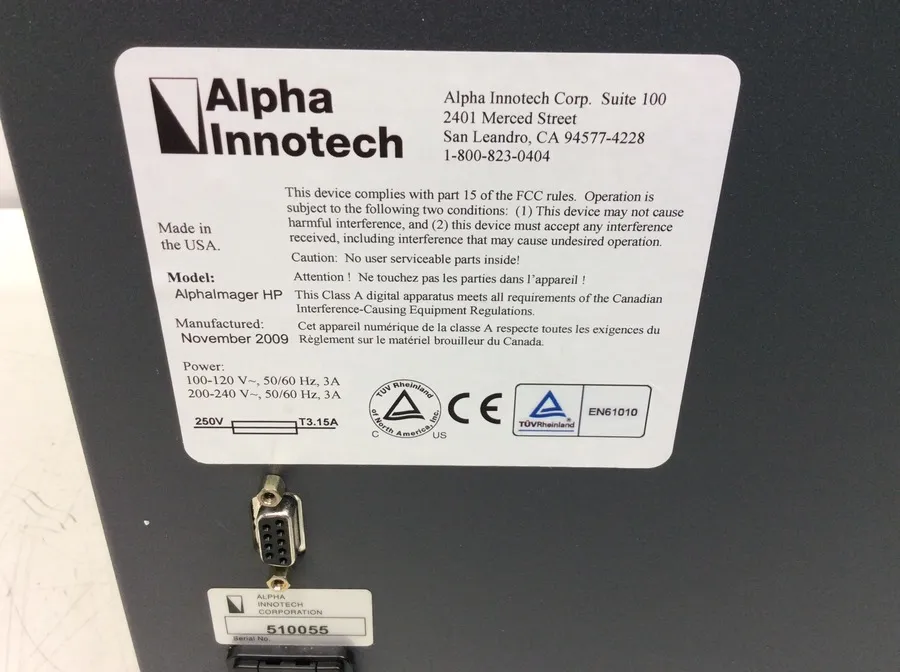 Alpha
Innotech
Alpha Innotech Corp. Suite 100
2401 Merced Street
San Leandro, CA 94577-4228
1-800-823-0404
This device complies with part 15 of the FCC rules. Operation is
subject to the following two conditions: (1) This device may not cause
harmful interference, and (2) this device must accept any interference
received, including interference that may cause undesired operation.
Made in
the USA.
Caution: No user serviceable parts inside!
Model:
AlphaImager HP
Attention ! Ne touchez pas les parties dans l'appareil !
This Class A digital apparatus meets all requirements of the Canadian
Interference-Causing Equipment Regulations.
Manufactured:
November 2009
Cet appareil numérique de la classe A respecte toutes les exigences du
Règlement sur le matériel brouilleur du Canada.
Power:
100-120 V~, 50/60 Hz, 3A
200-240 V~, 50/60 Hz, 3A
250V T3.15A
TÜV Rheinland
of North America, Inc.
C US
CE
TÜVRheinland®
EN61010
ALPHA
INNOTECH
CORPORATION
510055
Serial No.